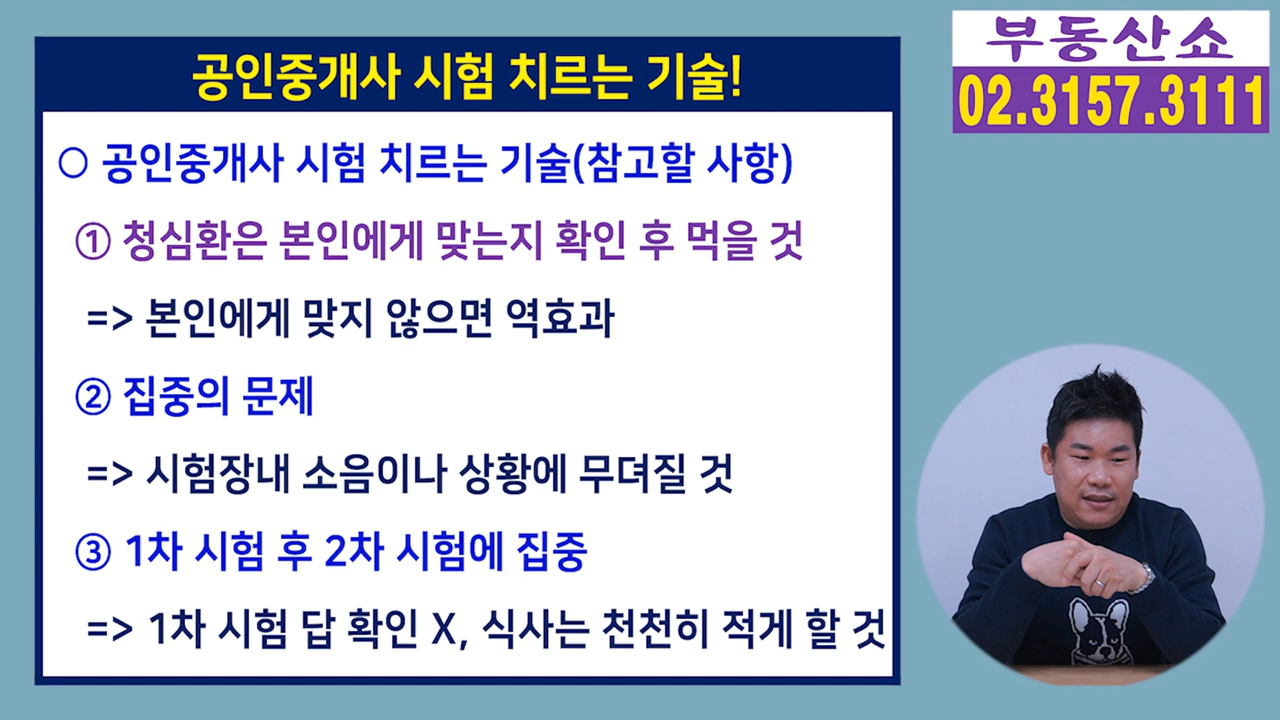 공인중개사 시험 치르는 기술!
○ 공인중개사 시험 치르는 기술(참고할 사항)
① 청심환은 본인에게 맞는지 확인 후 먹을 것
=> 본인에게 맞지 않으면 역효과
② 집중의 문제
=> 시험장내 소음이나 상황에 무뎌질 것
③ 1차 시험 후 2차 시험에 집중
=> 1차 시험 답 확인 X, 식사는 천천히 적게 할 것
부동산쇼
02.3157.3111